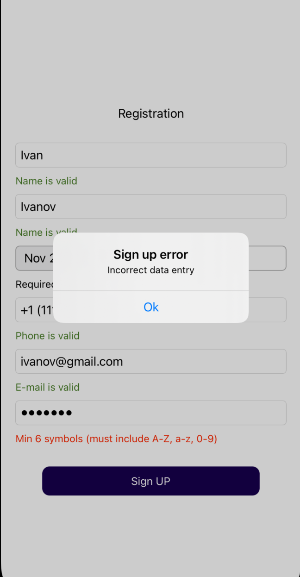 Registration
Ivan
Name is valid
Ivanov
Name is valid
Nov 2
Sign up error
Incorrect data entry
Ok
Required
+1 (11
Phone is valid
ivanov@gmail.com
E-mail is valid
●●●●●●●
Min 6 symbols (must include A-Z, a-z, 0-9)
Sign UP